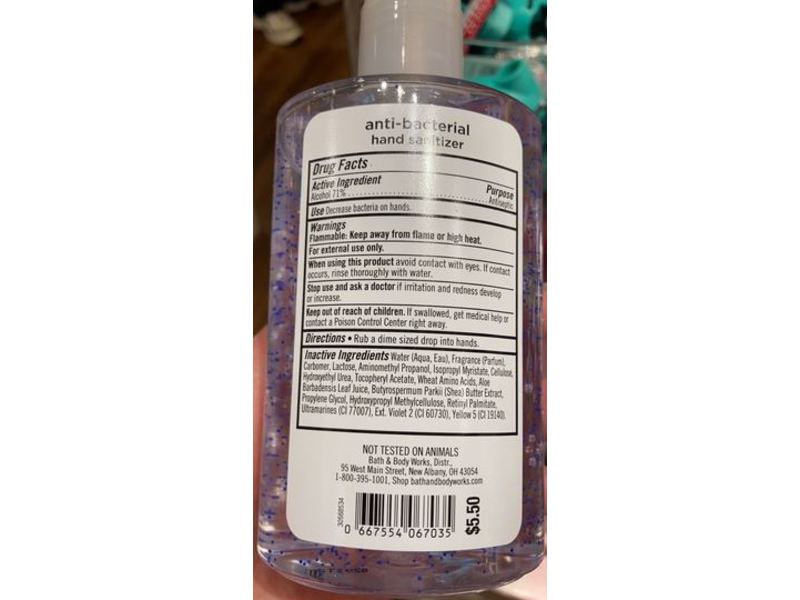 anti-bacterial
hand sanitizer
Drug Facts
Active Ingredient Purpose
Alcohol 71% ........................ Antiseptic
Use Decrease bacteria on hands.
Warnings
Flammable: Keep away from flame or high heat.
For external use only.
When using this product avoid contact with eyes. If contact
occurs, rinse thoroughly with water.
Stop use and ask a doctor if irritation and redness develop
or increase.
Keep out of reach of children. If swallowed, get medical help or
contact a Poison Control Center right away.
Directions • Rub a dime sized drop into hands.
Inactive Ingredients Water (Aqua, Eau), Fragrance (Parfum),
Carbomer, Lactose, Aminomethyl Propanol, Isopropyl Myristate, Cellulose,
Hydroxyethyl Urea, Tocopheryl Acetate, Wheat Amino Acids, Aloe
Barbadensis Leaf Juice, Butyrospermum Parkii (Shea) Butter Extract,
Propylene Glycol, Hydroxypropyl Methylcellulose, Retinyl Palmitate,
Ultramarines (CI 77007), Ext. Violet 2 (CI 60730), Yellow 5 (CI 19140).
NOT TESTED ON ANIMALS
Bath & Body Works, Distr.,
95 West Main Street, New Albany, OH 43054
1-800-395-1001, Shop bathandbodyworks.com
30568534
0 667554 067035
$5.50